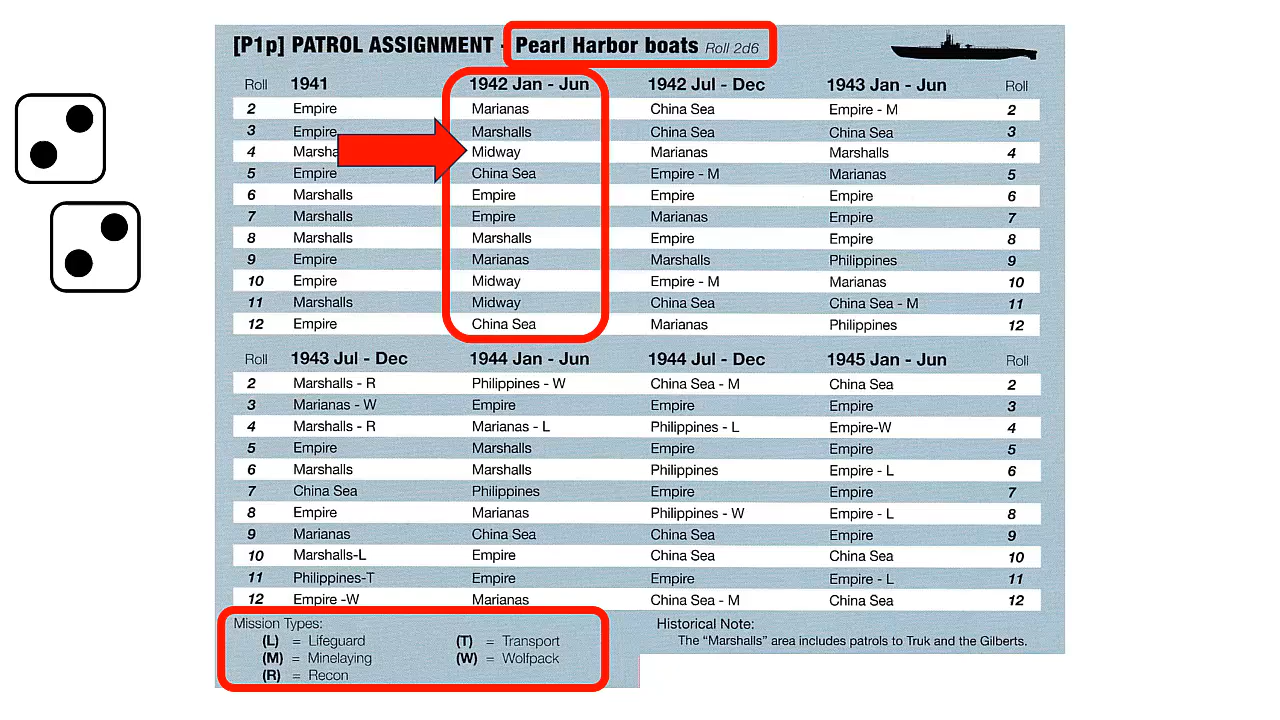 [P1p] PATROL ASSIGNMENT - Pearl Harbor boats Roll 2d6
Roll 1941 1942 Jan - Jun 1942 Jul - Dec 1943 Jan - Jun Roll
2 Empire Marianas China Sea Empire - M 2
3 Empire Marshalls China Sea China Sea 3
4 Marsha Midway Marianas Marshalls 4
5 Empire China Sea Empire - M Marianas 5
6 Marshalls Empire Empire Empire 6
7 Marshalls Empire Marianas Empire 7
8 Marshalls Marshalls Empire Empire 8
9 Empire Marianas Marshalls Philippines 9
10 Empire Midway Empire - M Marianas 10
11 Marshalls Midway China Sea China Sea - M 11
12 Empire China Sea Marianas Philippines 12
Roll 1943 Jul - Dec 1944 Jan - Jun 1944 Jul - Dec 1945 Jan - Jun Roll
2 Marshalls - R Philippines - W China Sea - M China Sea 2
3 Marianas - W Empire Empire Empire 3
4 Marshalls - R Marianas - L Philippines - L Empire-W 4
5 Empire Marshalls Empire Empire 5
6 Marshalls Marshalls Philippines Empire - L 6
7 China Sea Philippines Empire Empire 7
8 Empire Marianas Philippines - W Empire - L 8
9 Marianas China Sea China Sea Empire 9
10 Marshalls-L Empire China Sea China Sea 10
11 Philippines-T Empire Empire Empire - L 11
12 Empire -W Marianas China Sea - M China Sea 12
Mission Types:
(L) = Lifeguard (T) = Transport
(M) = Minelaying (W) = Wolfpack
(R) = Recon
Historical Note:
The “Marshalls” area includes patrols to Truk and the Gilberts.